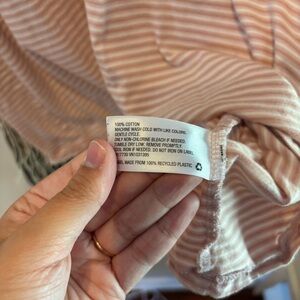 100% COTTON
MACHINE WASH COLD WITH LIKE COLORS.
GENTLE CYCLE.
ONLY NON-CHLORINE BLEACH IF NEEDED.
TUMBLE DRY LOW. REMOVE PROMPTLY.
COOL IRON IF NEEDED. DO NOT IRON ON LABEL
MADE FROM 100% RECYCLED PLASTIC